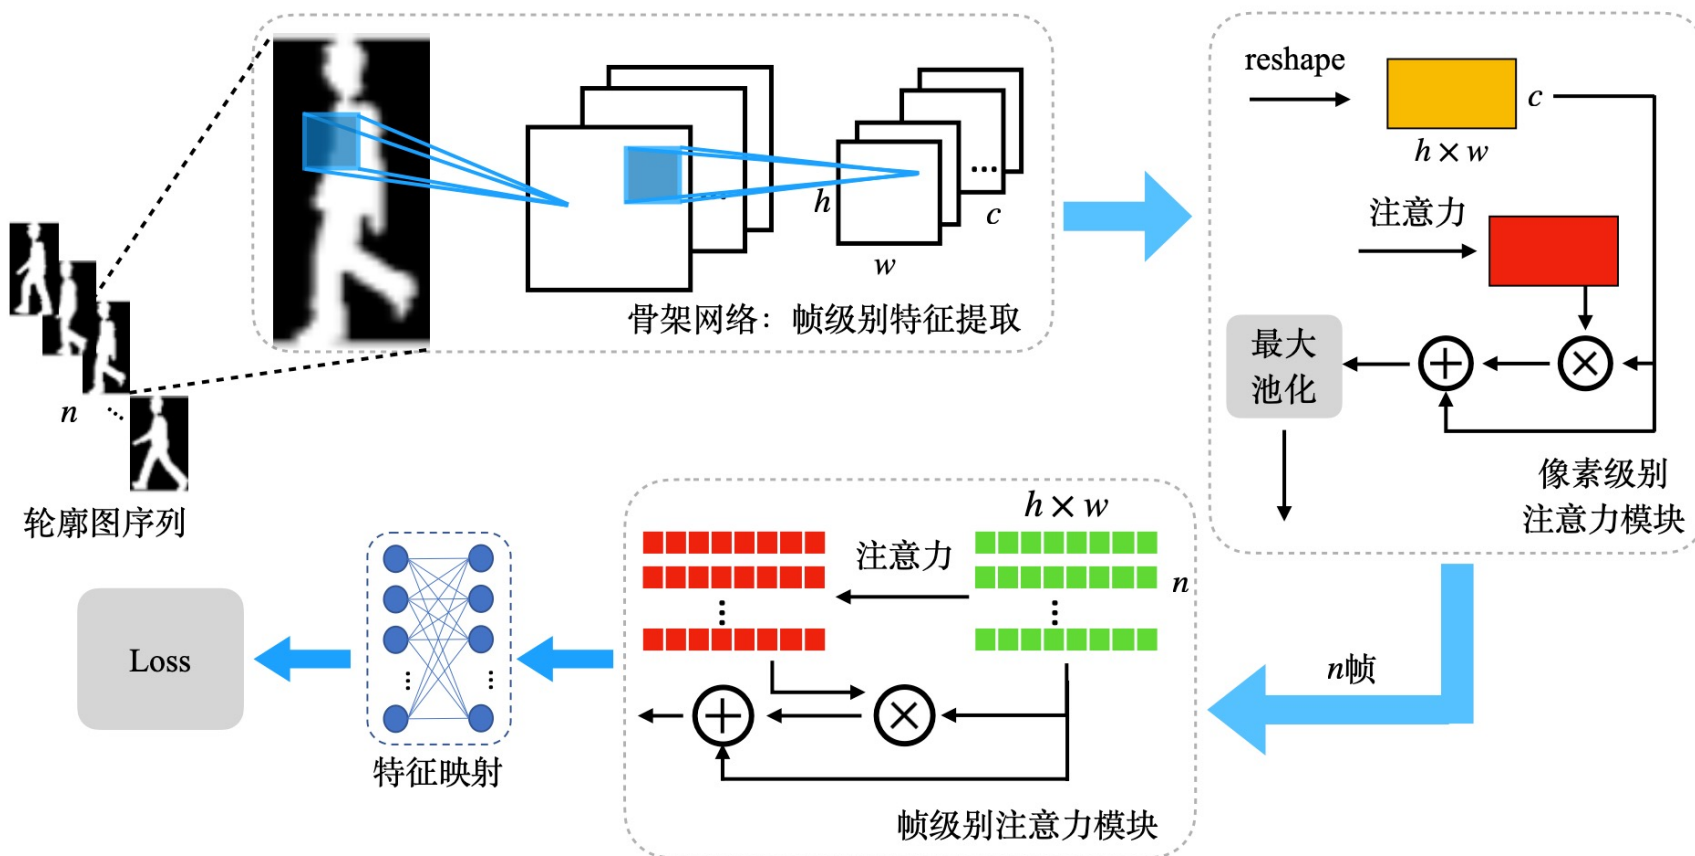 reshape
c
h × w
注意力
h
c
w
骨架网络：帧级别特征提取
最大
池化
n
轮廓图序列
像素级别
注意力模块
h × w
注意力
n
Loss
n帧
特征映射
帧级别注意力模块